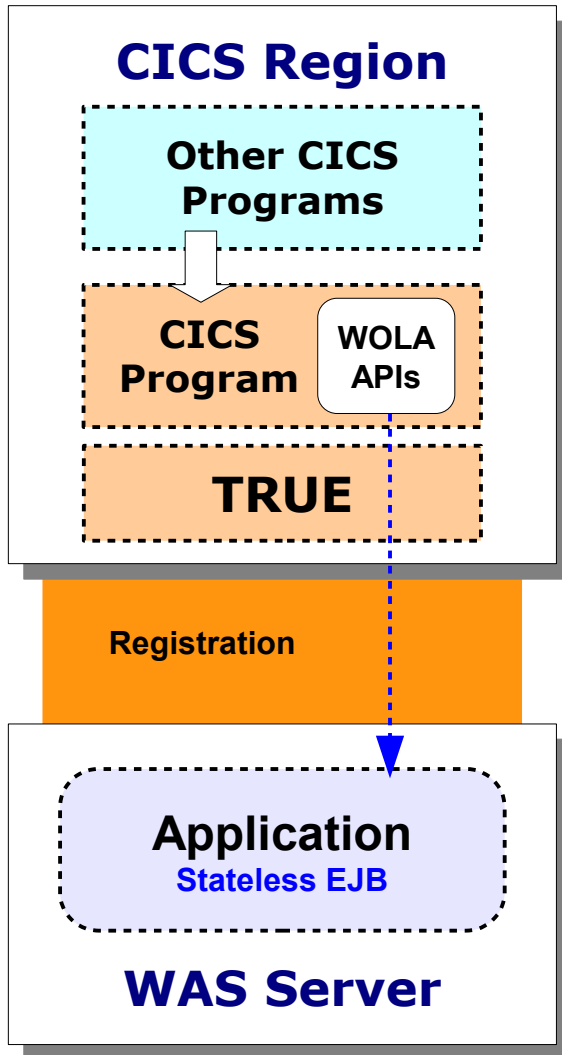 CICS Region
Other CICS
Programs
CICS
Program
WOLA
APIs
TRUE
Registration
Application
Stateless EJB
WAS Server